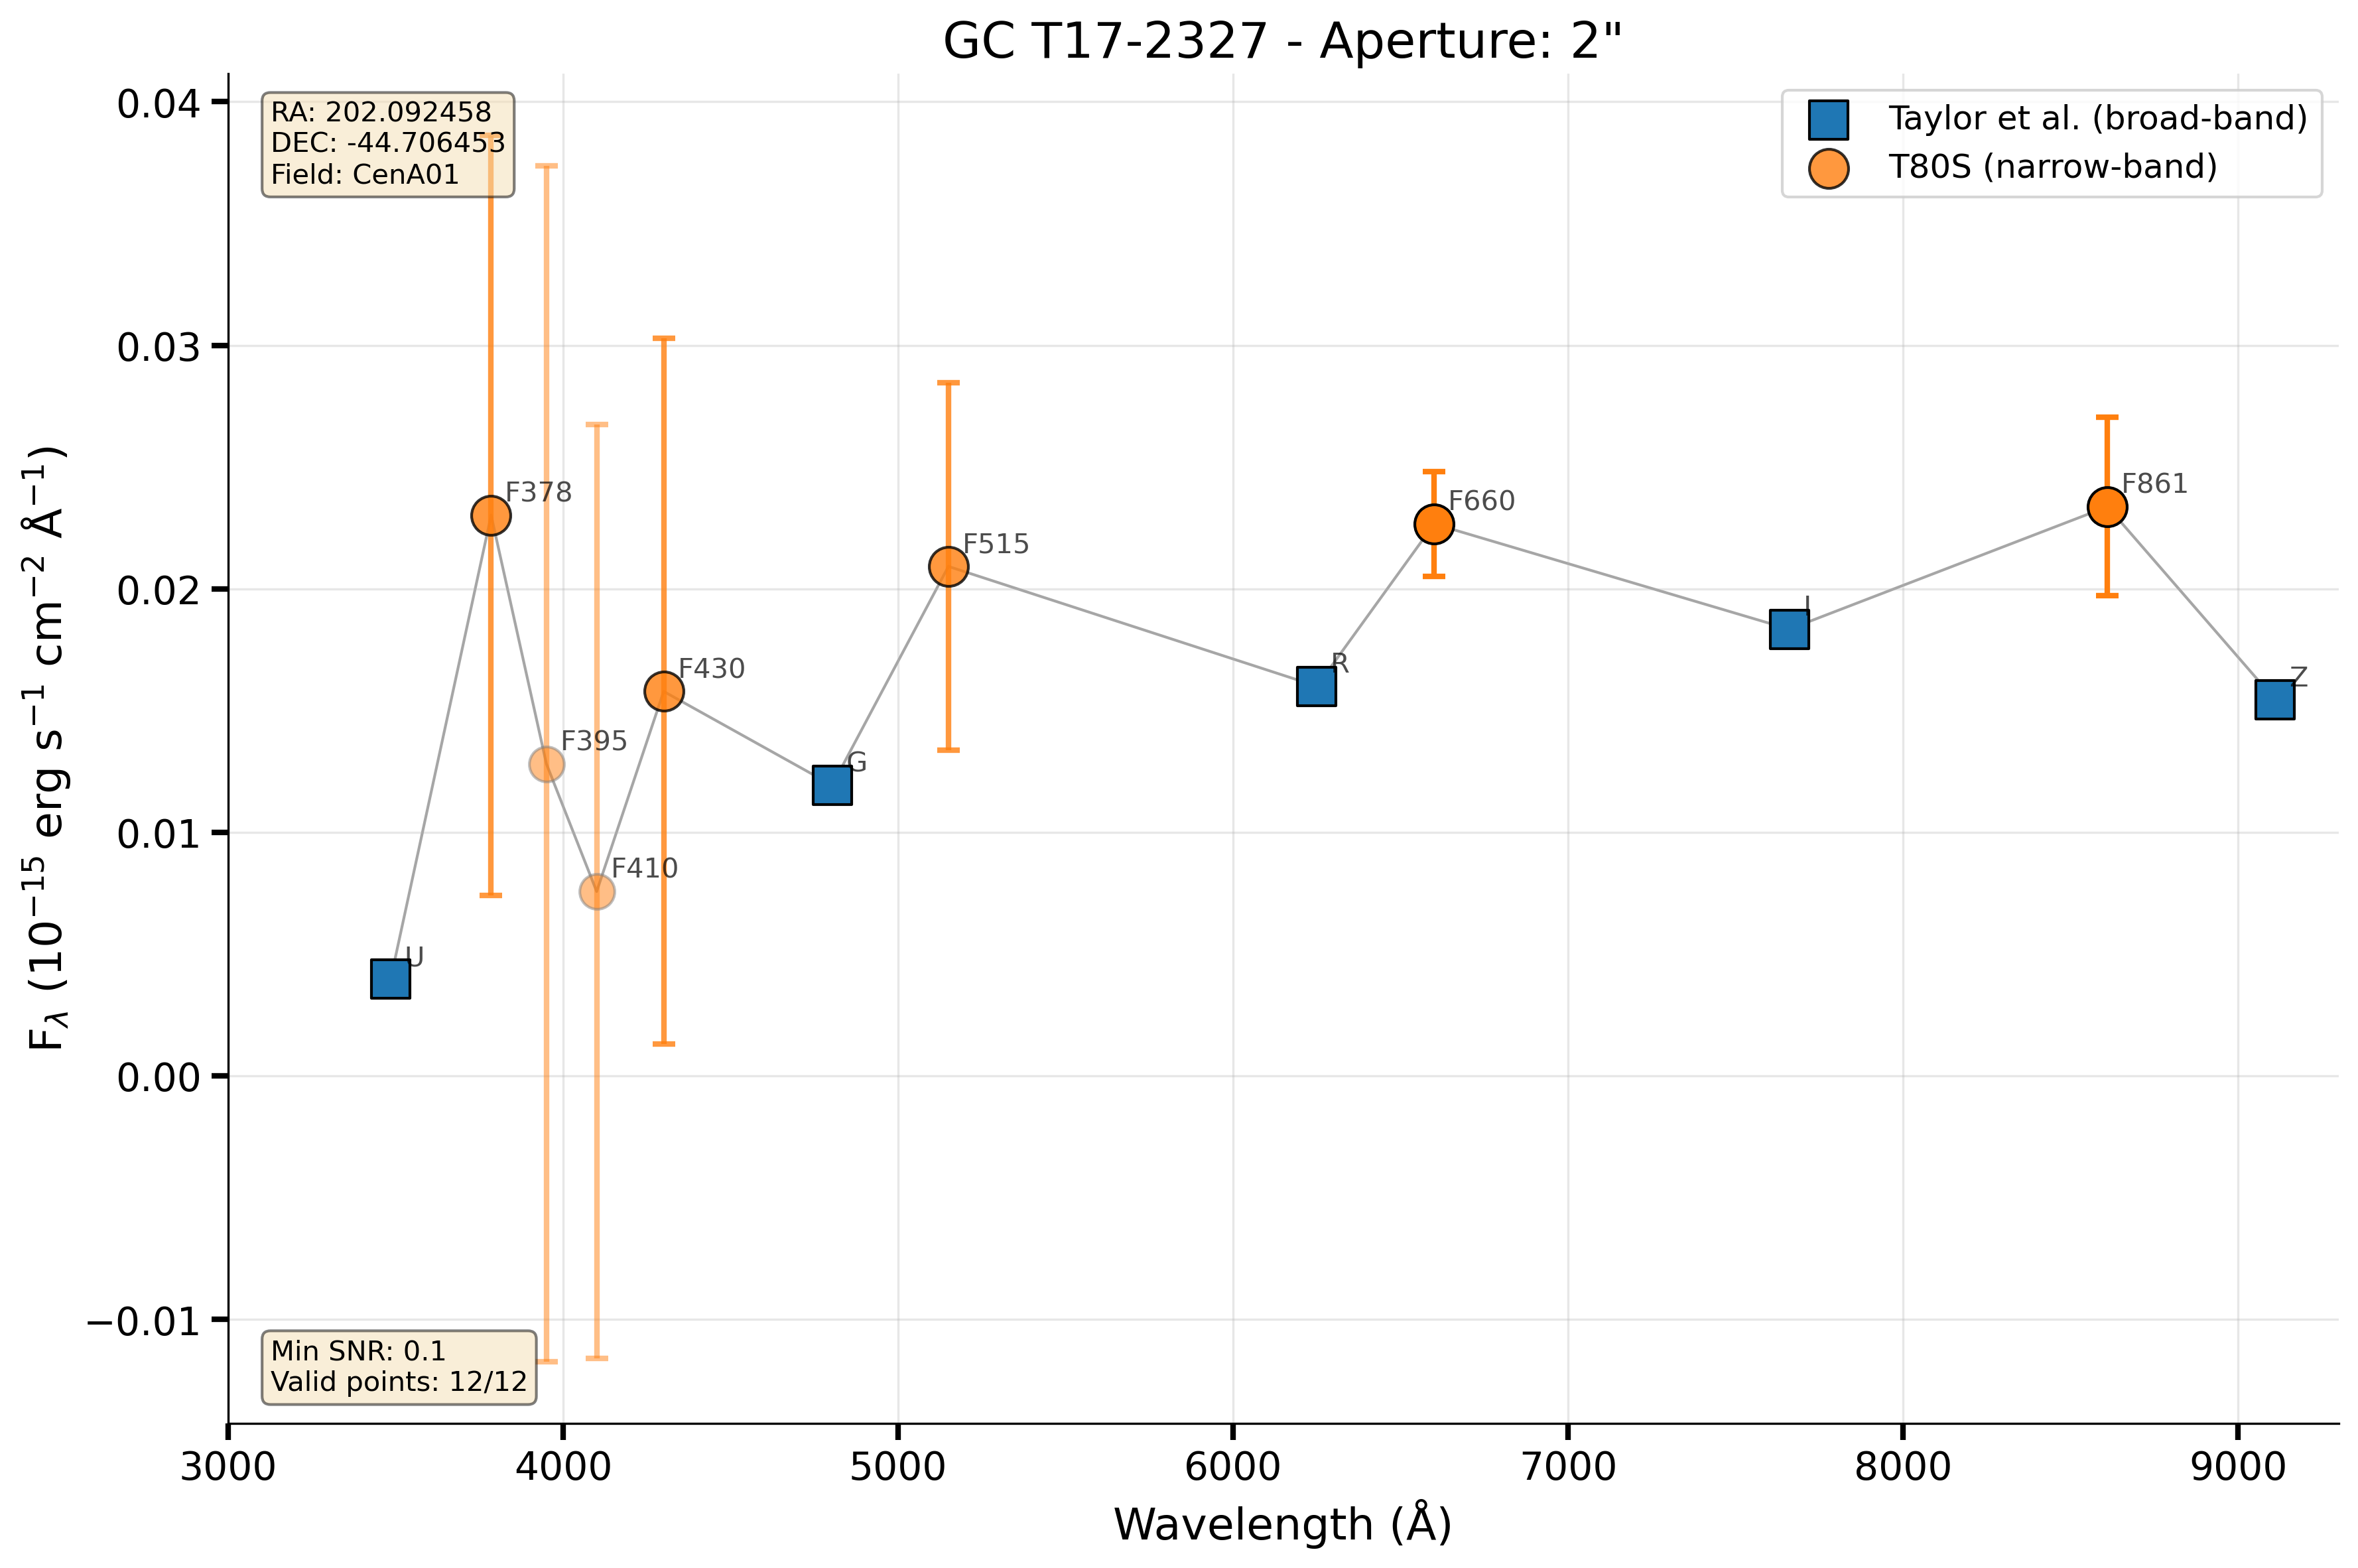 GC T17-2327 - Aperture: 2"
RA: 202.092458
DEC: -44.706453
Field: CenA01
Taylor et al. (broad-band)
T80S (narrow-band)
0.04
0.03
0.02
0.01
0.00
−0.01
F_λ (10⁻¹⁵ erg s⁻¹ cm⁻² Å⁻¹)
U
F378
F395
F410
F430
G
F515
R
F660
I
F861
Z
Min SNR: 0.1
Valid points: 12/12
3000 4000 5000 6000 7000 8000 9000
Wavelength (Å)